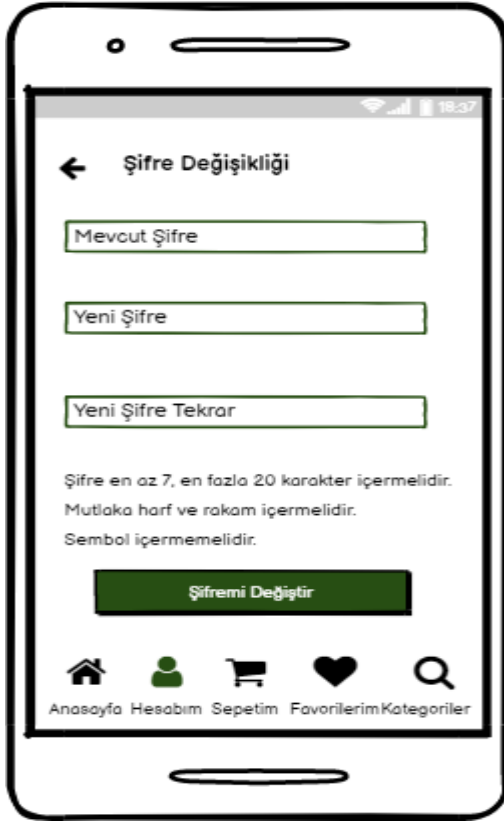 18:37
Şifre Değişikliği
Mevcut Şifre
Yeni Şifre
Yeni Şifre Tekrar
Şifre en az 7, en fazla 20 karakter içermelidir.
Mutlaka harf ve rakam içermelidir.
Sembol içermemelidir.
Şifremi Değiştir
Anasayfa Hesabım Sepetim Favorilerim Kategoriler